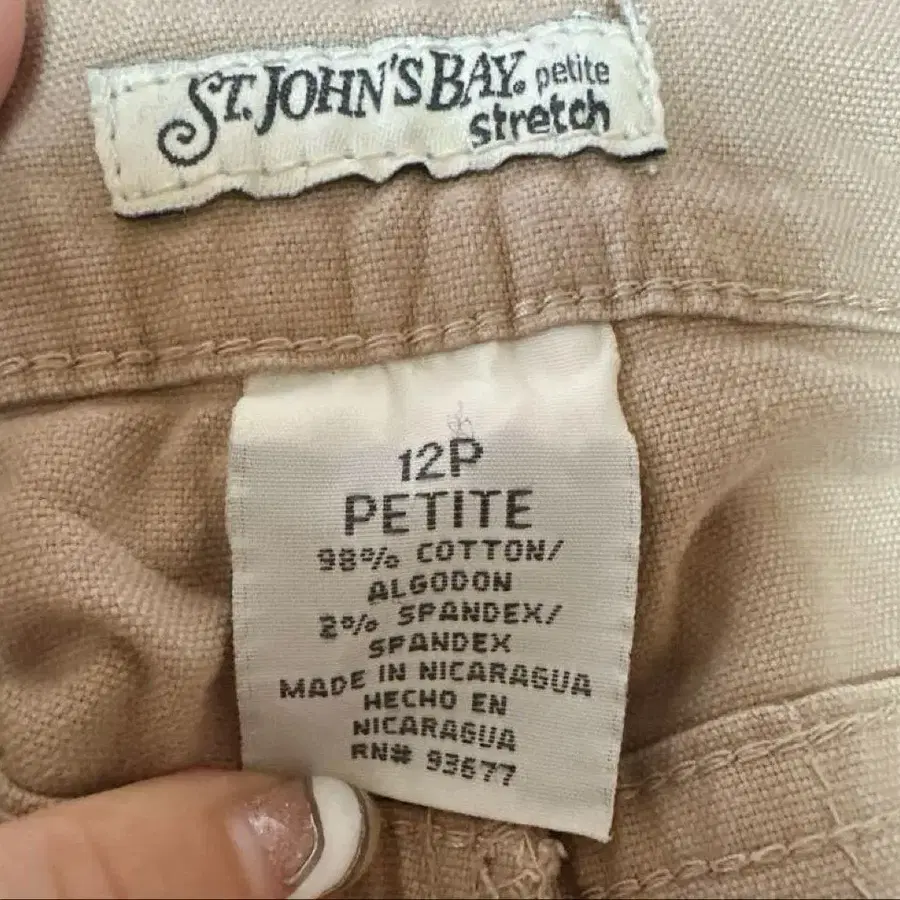 ST. JOHN'S BAY. petite
stretch
12P
PETITE
98% COTTON/
ALGODON
2% SPANDEX/
SPANDEX
MADE IN NICARAGUA
HECHO EN
NICARAGUA
RN# 93677